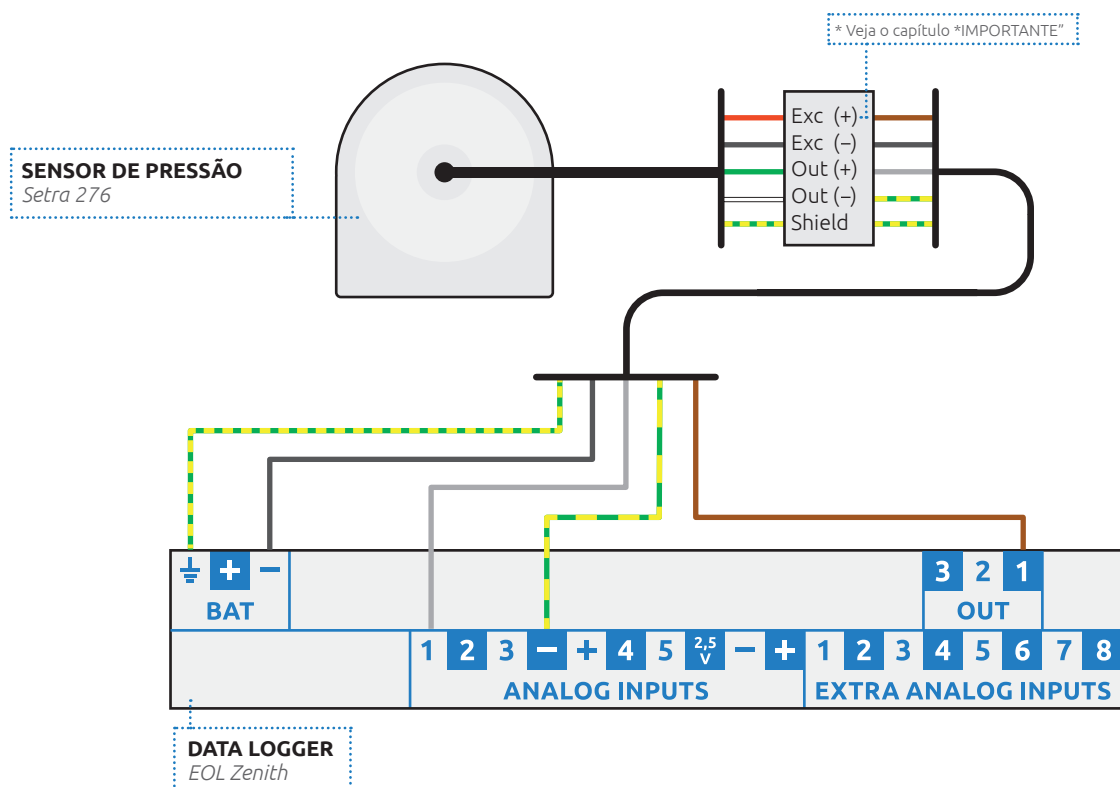 * Veja o capítulo *IMPORTANTE”
SENSOR DE PRESSÃO
Setra 276
Exc (+)
Exc (–)
Out (+)
Out (–)
Shield
+ –
BAT
3 2 1
OUT
1 2 3 – + 4 5 2,5 V – +
ANALOG INPUTS
1 2 3 4 5 6 7 8
EXTRA ANALOG INPUTS
DATA LOGGER
EOL Zenith